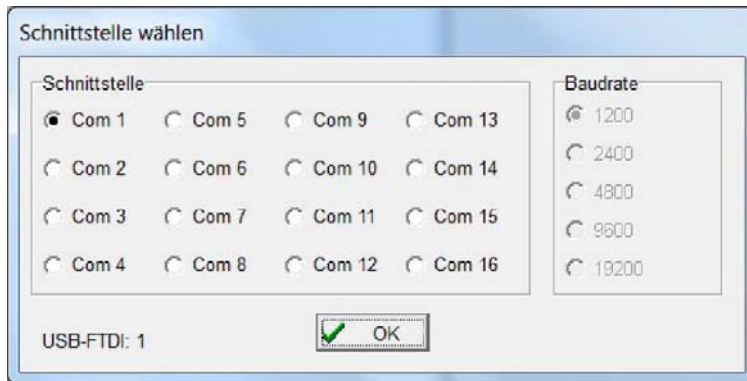 Schnittstelle wählen
Schnittstelle
Baudrate
Com 1 Com 5 Com 9 Com 13
1200
Com 2 Com 6 Com 10 Com 14
2400
Com 3 Com 7 Com 11 Com 15
4800
9600
Com 4 Com 8 Com 12 Com 16
19200
USB-FTDI: 1
OK